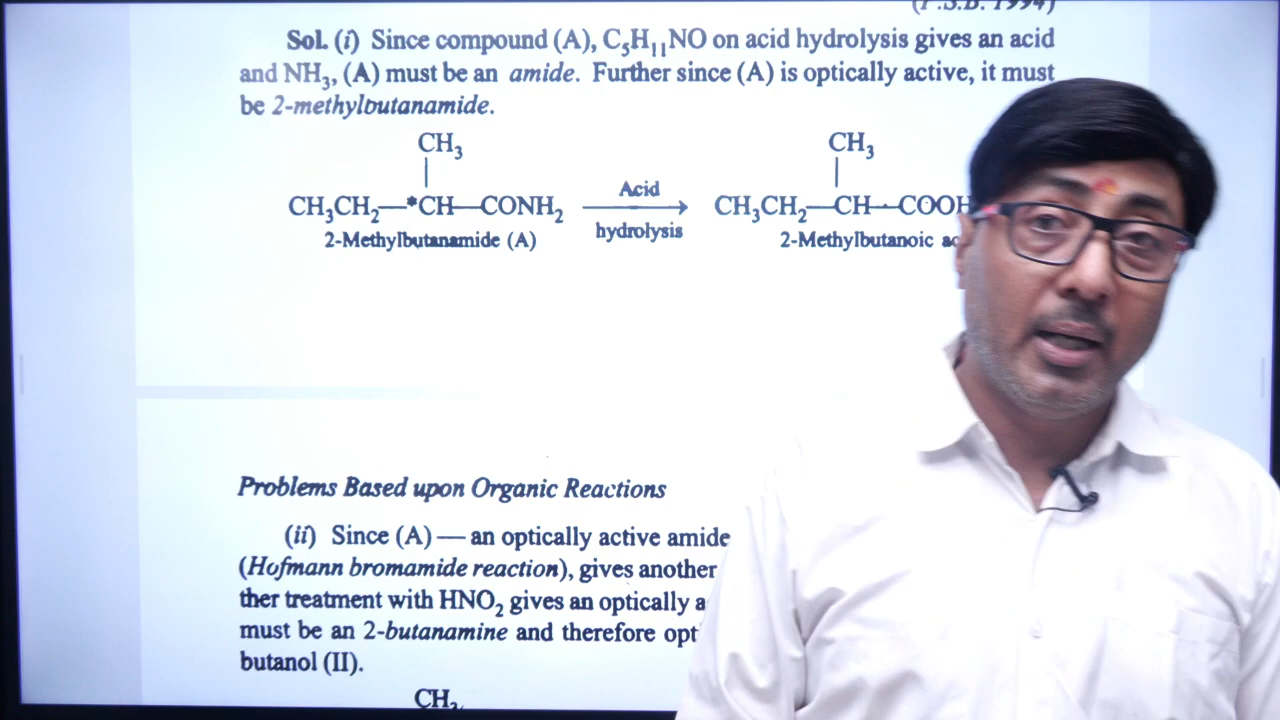 (P.S.B. 1994)
Sol. (i) Since compound (A), C₅H₁₁NO on acid hydrolysis gives an acid
and NH₃, (A) must be an amide. Further since (A) is optically active, it must
be 2-methylbutanamide.
CH₃ CH₃
CH₃CH₂—*CH—CONH₂ Acid hydrolysis → CH₃CH₂—CH—COOH
2-Methylbutanamide (A) 2-Methylbutanoic
Problems Based upon Organic Reactions
(ii) Since (A) — an optically active amide
(Hofmann bromamide reaction), gives another
ther treatment with HNO₂ gives an optically
must be an 2-butanamine and therefore
butanol (II).
CH₃